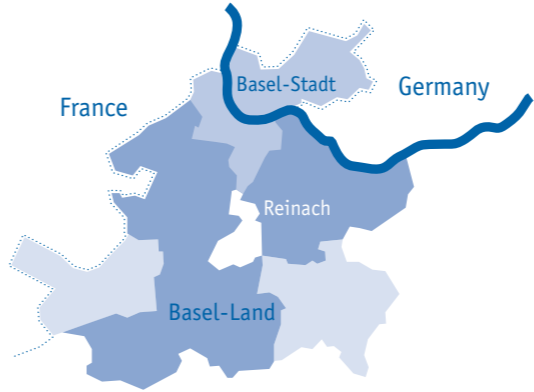 Basel-Stadt
Germany
France
Reinach
Basel-Land